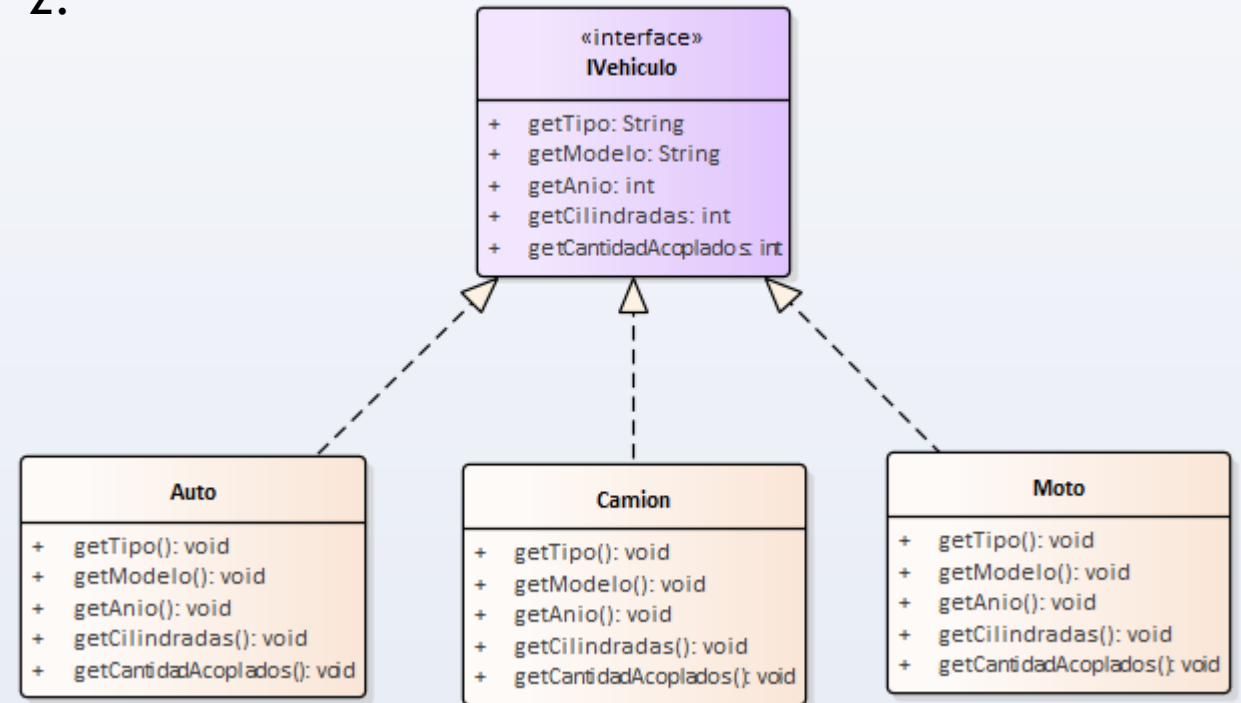 2.
«interface»
IVehiculo
+ getTipo: String
+ getModelo: String
+ getAnio: int
+ getCilindradas: int
+ getCantidadAcoplados: int
Auto
+ getTipo(): void
+ getModelo(): void
+ getAnio(): void
+ getCilindradas(): void
+ getCantidadAcoplados(): void
Camion
+ getTipo(): void
+ getModelo(): void
+ getAnio(): void
+ getCilindradas(): void
+ getCantidadAcoplados(): void
Moto
+ getTipo(): void
+ getModelo(): void
+ getAnio(): void
+ getCilindradas(): void
+ getCantidadAcoplados(): void